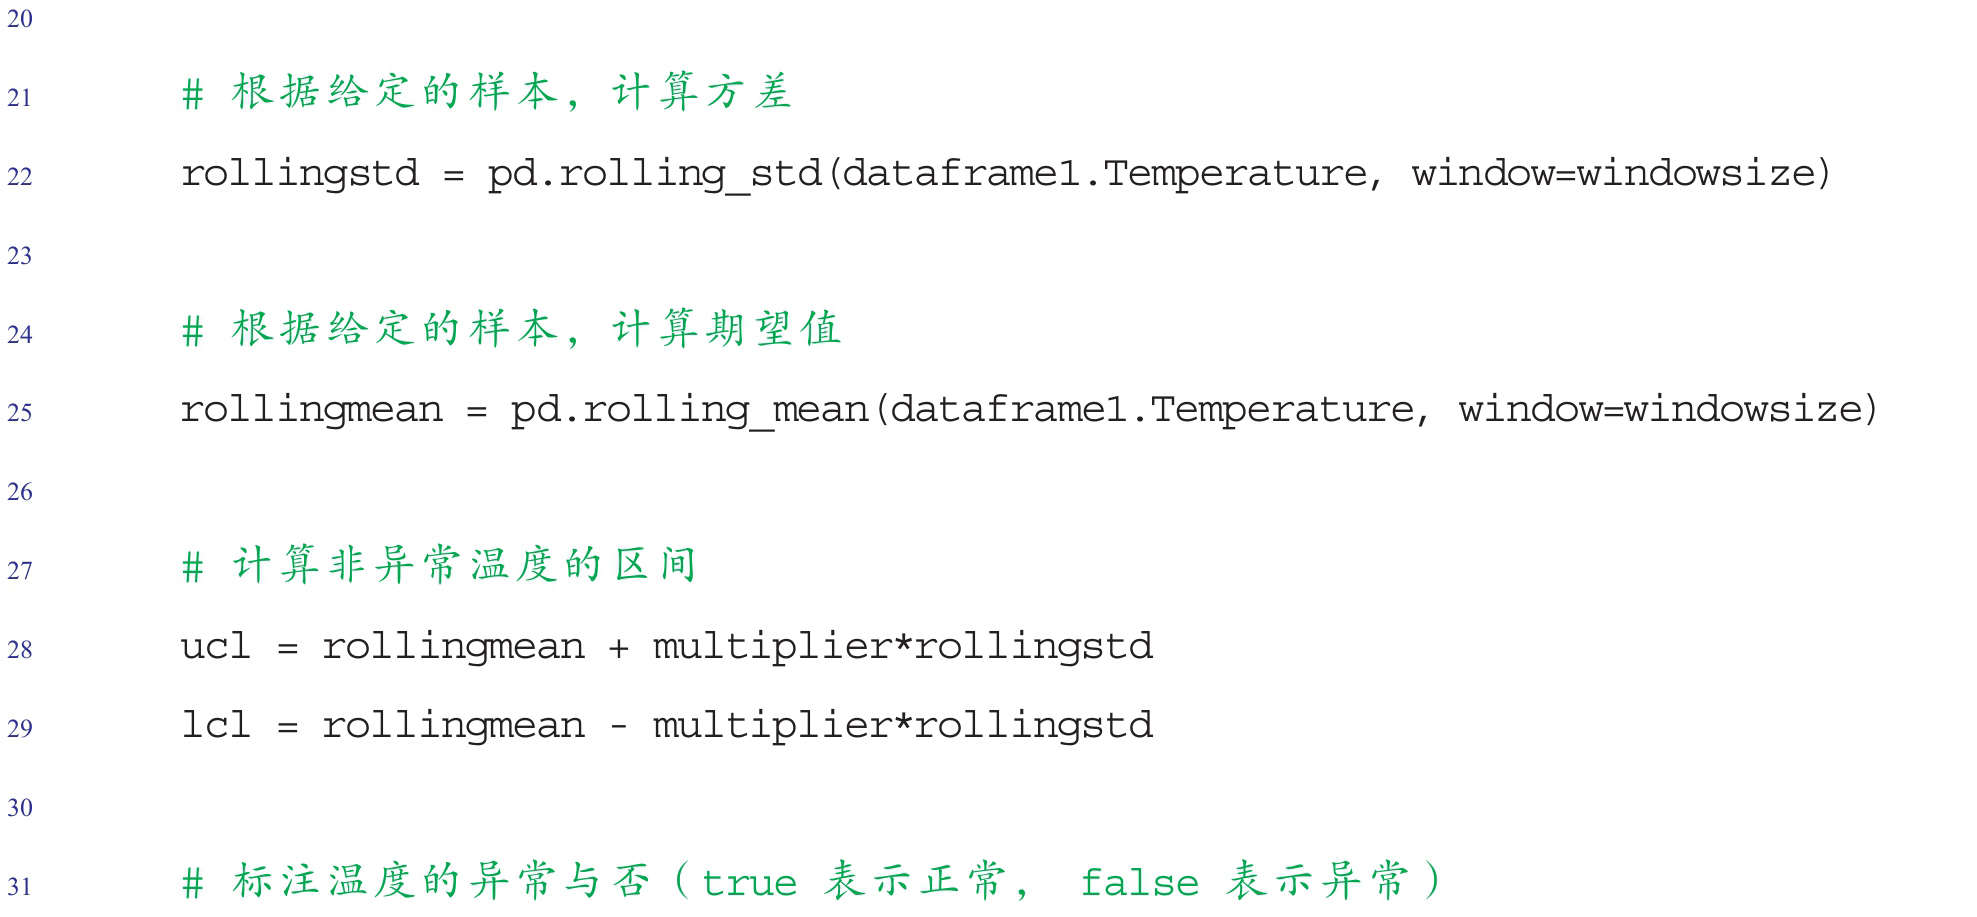 20
21 # 根据给定的样本，计算方差
22 rollingstd = pd.rolling_std(dataframe1.Temperature, window=windowsize)
23
24 # 根据给定的样本，计算期望值
25 rollingmean = pd.rolling_mean(dataframe1.Temperature, window=windowsize)
26
27 # 计算非异常温度的区间
28 ucl = rollingmean + multiplier*rollingstd
29 lcl = rollingmean - multiplier*rollingstd
30
31 # 标注温度的异常与否（true 表示正常， false 表示异常）